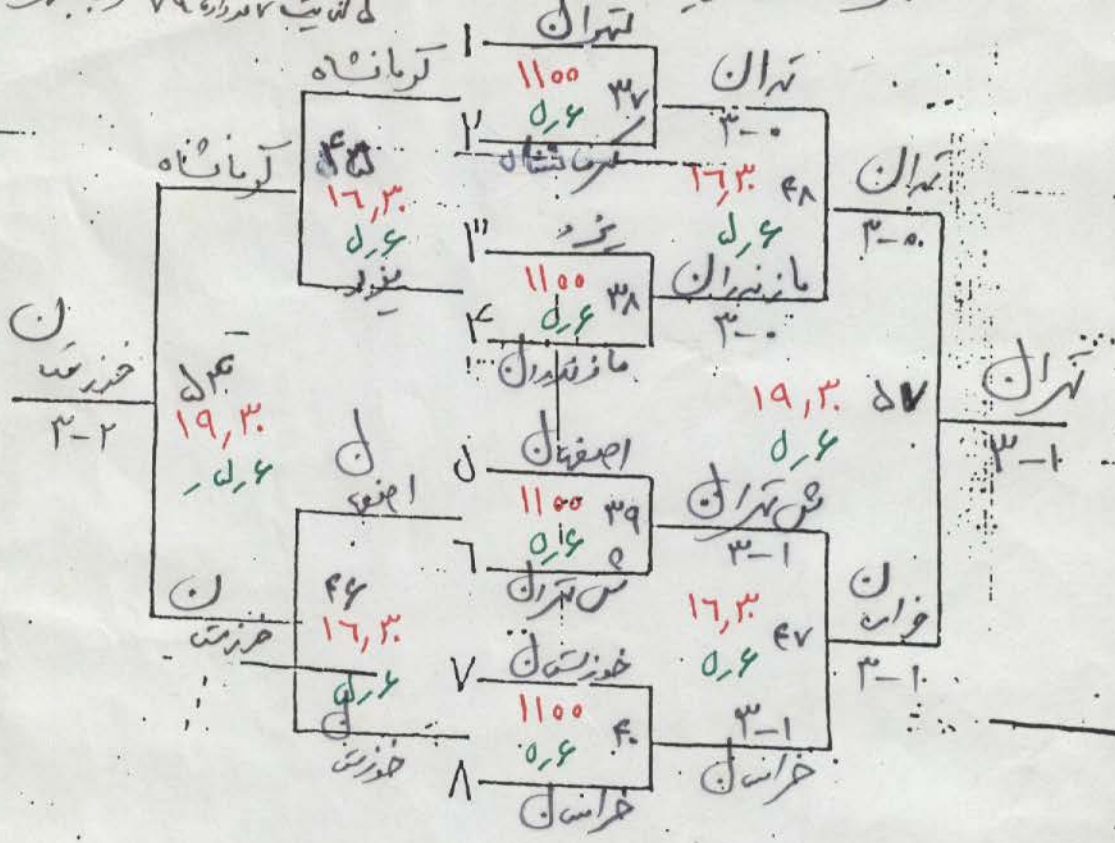 ۱ تهران
کرمانشاه ۱۱۰۰ ۳۷ تهران
۵,۶ ۳-۰
۲ کرمانشاه
کرمانشاه ۴۵ ۱۶,۳۰ ۴۸ تهران
۱۶,۳۰ ۵,۶ ۳-۰
۵,۶ ۳ یزد
یزد ۱۱۰۰ ۳۸ مازندران
۴ ۵,۶ ۳-۰
مازندران
خوزستان ۵۴ ۱۹,۳۰ ۵۷ تهران
۳-۲ ۱۹,۳۰ ۵,۶ ۳-۱
۵,۶
۵ اصفهان
اصفهان ۱۱۰۰ ۳۹ ش تهران
۵,۶ ۳-۱
۶ ش تهران
خوزستان ۴۶ ۱۶,۳۰ ۴۷ خراسان
۱۶,۳۰ ۵,۶ ۳-۱
۵,۶ ۷ خوزستان
خوزستان ۱۱۰۰ ۴۰ ۳-۱
۵,۶ خراسان
۸ خراسان